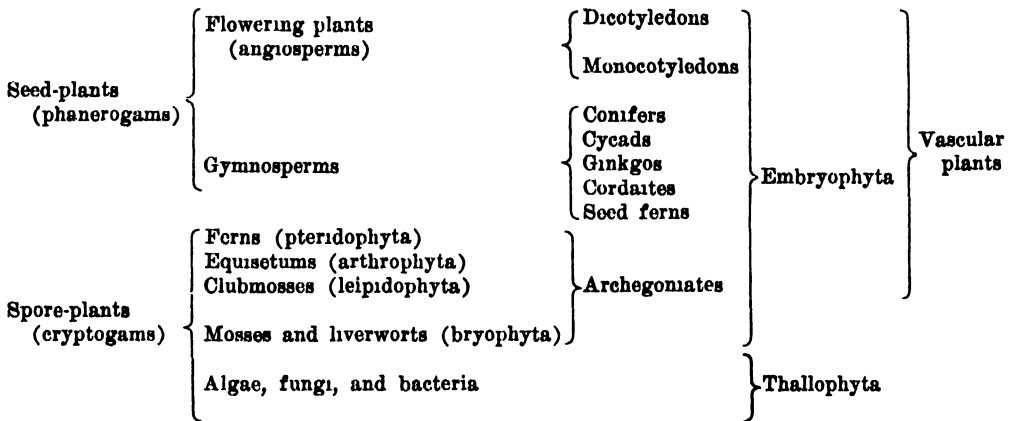 Flowering plants
(angiosperms)
Dicotyledons
Monocotyledons
Seed-plants
(phanerogams)
Gymnosperms
Conifers
Cycads
Ginkgos
Cordaites
Seed ferns
Embryophyta
Vascular
plants
Ferns (pteridophyta)
Equisetums (arthrophyta)
Clubmosses (leipidophyta)
Archegoniates
Spore-plants
(cryptogams)
Mosses and liverworts (bryophyta)
Algae, fungi, and bacteria
Thallophyta